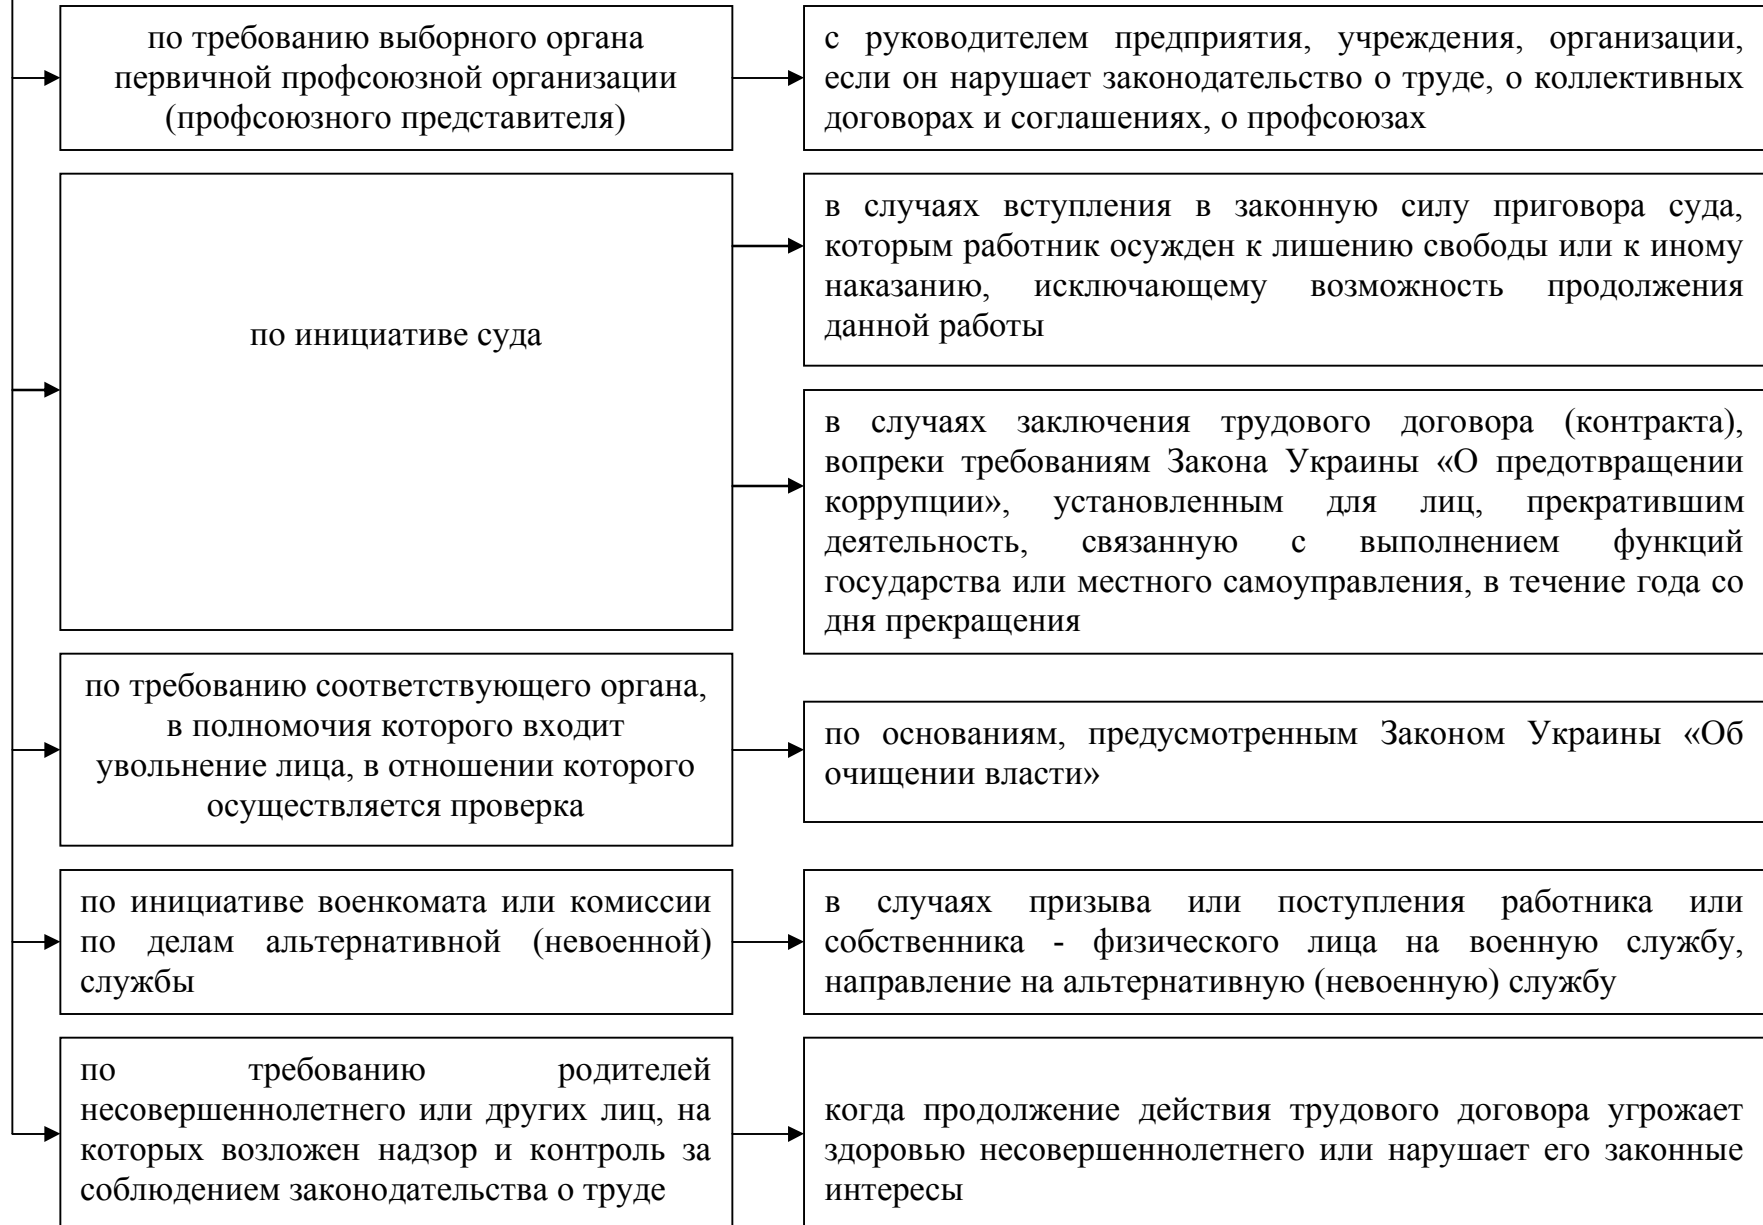 по требованию выборного органа
первичной профсоюзной организации
(профсоюзного представителя)
с руководителем предприятия, учреждения, организации,
если он нарушает законодательство о труде, о коллективных
договорах и соглашениях, о профсоюзах
по инициативе суда
в случаях вступления в законную силу приговора суда,
которым работник осужден к лишению свободы или к иному
наказанию, исключающему возможность продолжения
данной работы
в случаях заключения трудового договора (контракта),
вопреки требованиям Закона Украины «О предотвращении
коррупции», установленным для лиц, прекратившим
деятельность, связанную с выполнением функций
государства или местного самоуправления, в течение года со
дня прекращения
по требованию соответствующего органа,
в полномочия которого входит
увольнение лица, в отношении которого
осуществляется проверка
по основаниям, предусмотренным Законом Украины «Об
очищении власти»
по инициативе военкомата или комиссии
по делам альтернативной (невоенной)
службы
в случаях призыва или поступления работника или
собственника - физического лица на военную службу,
направление на альтернативную (невоенную) службу
по требованию родителей
несовершеннолетнего или других лиц, на
которых возложен надзор и контроль за
соблюдением законодательства о труде
когда продолжение действия трудового договора угрожает
здоровью несовершеннолетнего или нарушает его законные
интересы